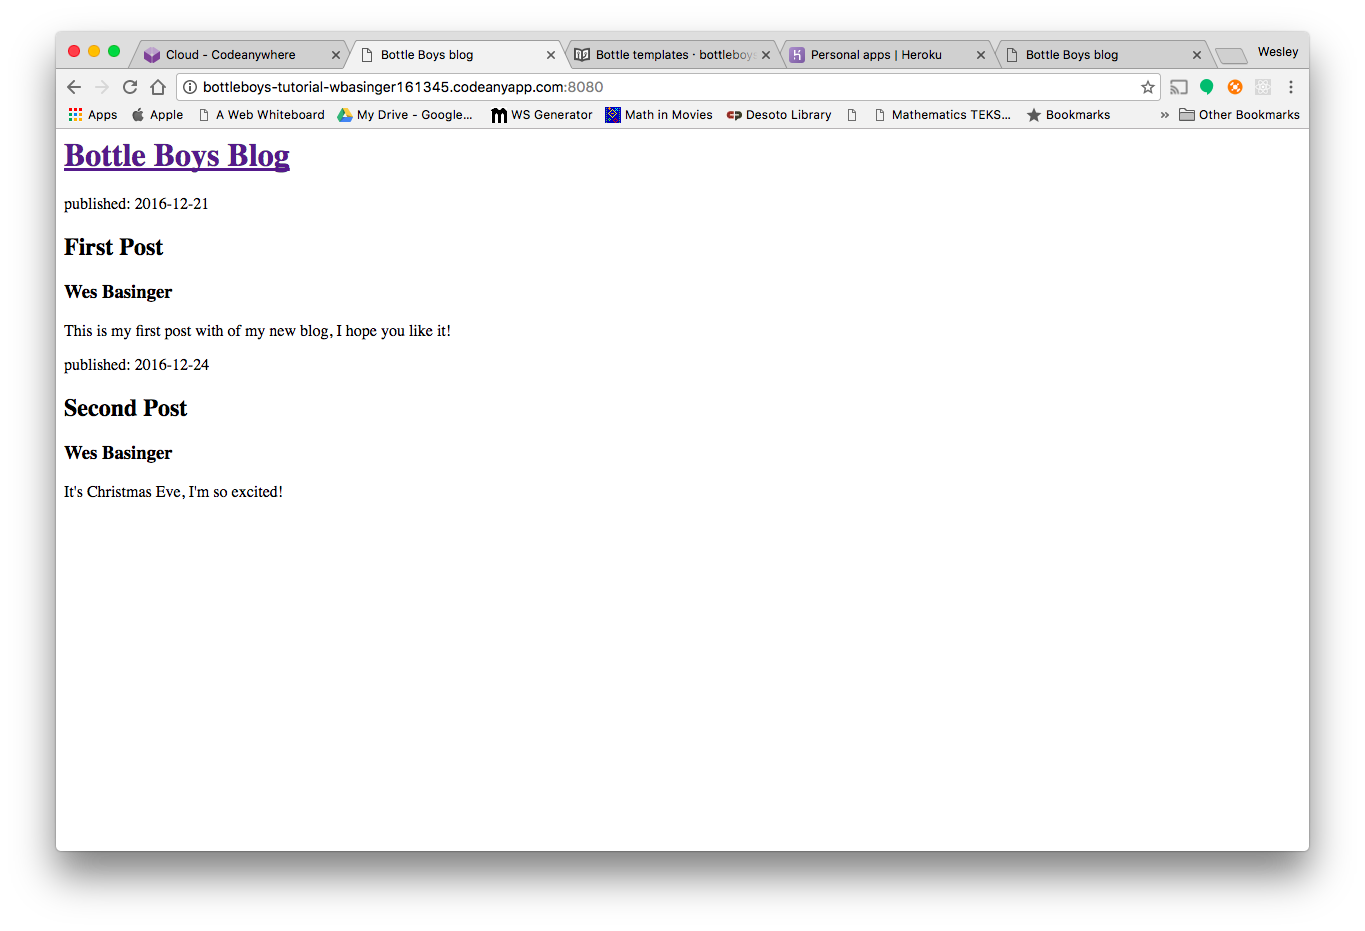 Cloud - Codeanywhere
Bottle Boys blog
Bottle templates · bottleboys
Personal apps | Heroku
Bottle Boys blog
Wesley
bottleboys-tutorial-wbasinger161345.codeanyapp.com:8080
Apps
Apple
A Web Whiteboard
My Drive - Google...
WS Generator
Math in Movies
Desoto Library
Mathematics TEKS...
Bookmarks
»
Other Bookmarks
Bottle Boys Blog
published: 2016-12-21
First Post
Wes Basinger
This is my first post with of my new blog, I hope you like it!
published: 2016-12-24
Second Post
Wes Basinger
It's Christmas Eve, I'm so excited!